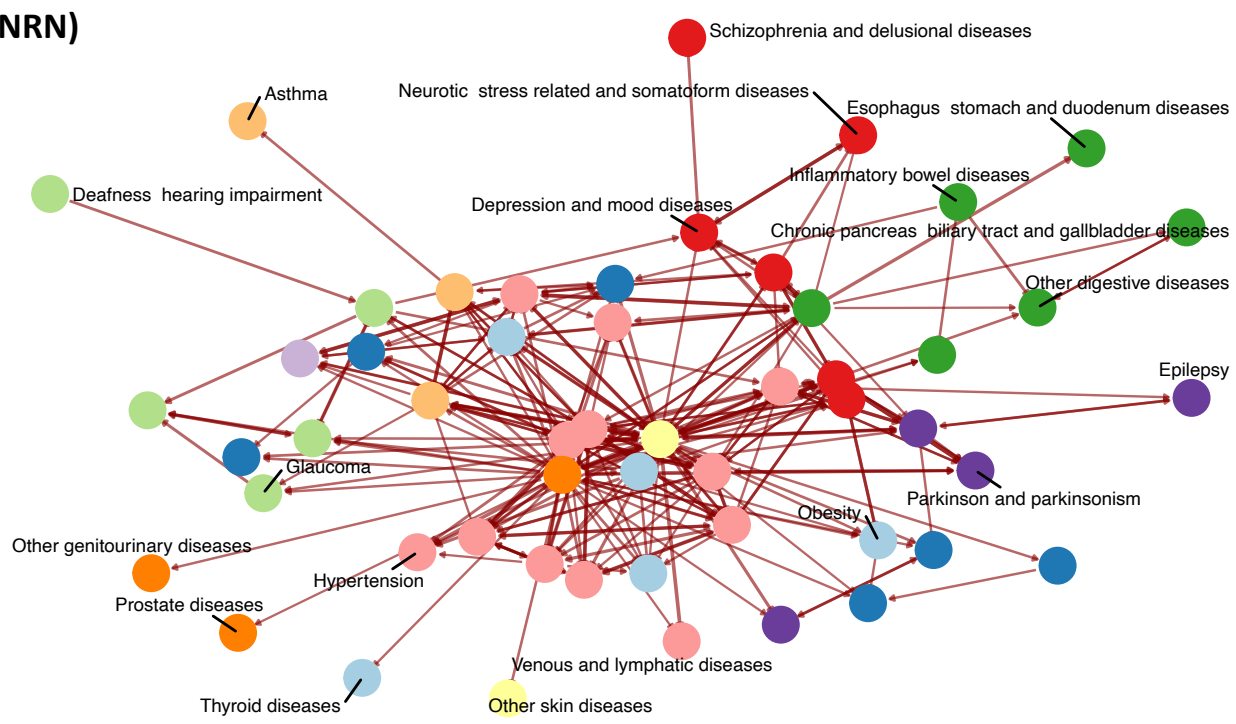 NRN)
Schizophrenia and delusional diseases
Asthma
Neurotic stress related and somatoform diseases
Esophagus stomach and duodenum diseases
Inflammatory bowel diseases
Deafness hearing impairment
Depression and mood diseases
Chronic pancreas biliary tract and gallbladder diseases
Other digestive diseases
Epilepsy
Glaucoma
Parkinson and parkinsonism
Obesity
Other genitourinary diseases
Hypertension
Prostate diseases
Venous and lymphatic diseases
Thyroid diseases
Other skin diseases